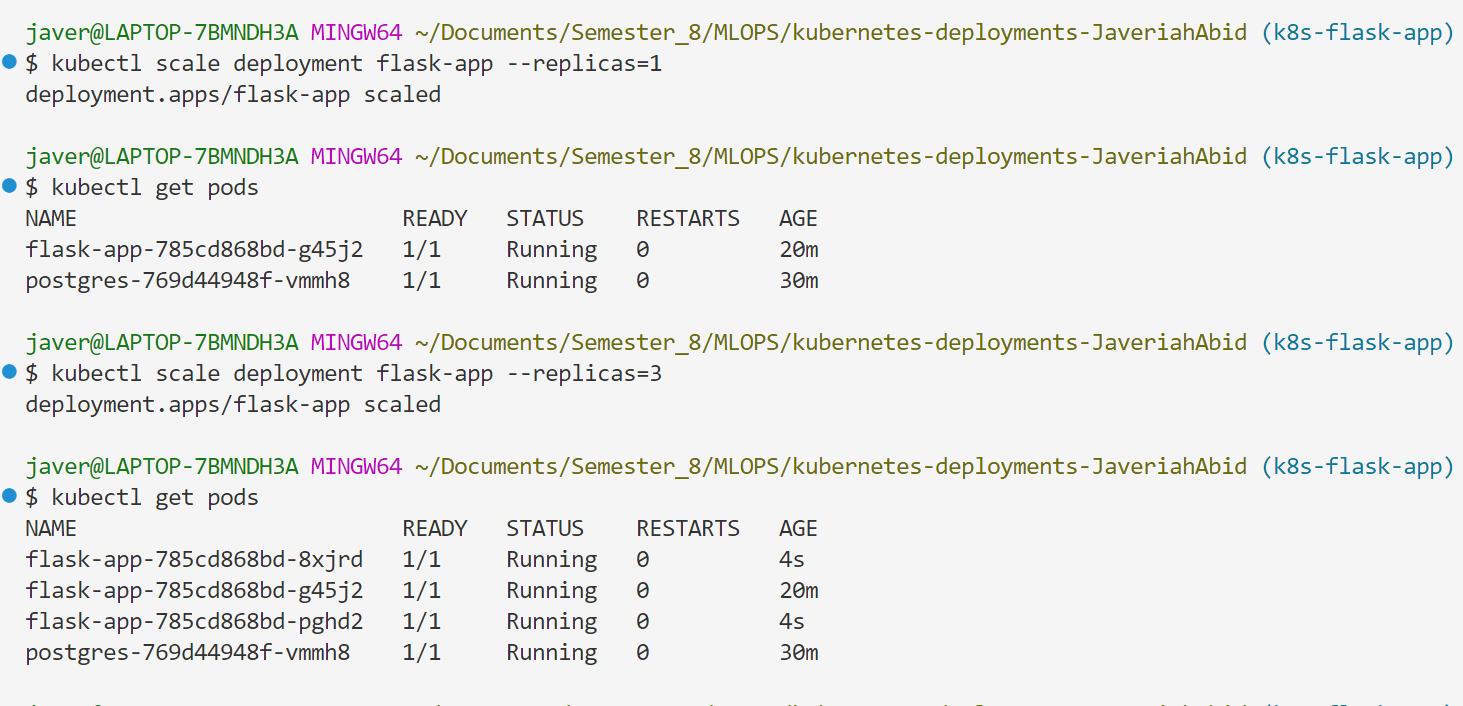 javer@LAPTOP-7BMNDH3A MINGW64 ~/Documents/Semester_8/MLOPS/kubernetes-deployments-JaveriahAbid (k8s-flask-app)
$ kubectl scale deployment flask-app --replicas=1
deployment.apps/flask-app scaled
javer@LAPTOP-7BMNDH3A MINGW64 ~/Documents/Semester_8/MLOPS/kubernetes-deployments-JaveriahAbid (k8s-flask-app)
$ kubectl get pods
NAME READY STATUS RESTARTS AGE
flask-app-785cd868bd-g45j2 1/1 Running 0 20m
postgres-769d44948f-vmmh8 1/1 Running 0 30m
javer@LAPTOP-7BMNDH3A MINGW64 ~/Documents/Semester_8/MLOPS/kubernetes-deployments-JaveriahAbid (k8s-flask-app)
$ kubectl scale deployment flask-app --replicas=3
deployment.apps/flask-app scaled
javer@LAPTOP-7BMNDH3A MINGW64 ~/Documents/Semester_8/MLOPS/kubernetes-deployments-JaveriahAbid (k8s-flask-app)
$ kubectl get pods
NAME READY STATUS RESTARTS AGE
flask-app-785cd868bd-8xjrd 1/1 Running 0 4s
flask-app-785cd868bd-g45j2 1/1 Running 0 20m
flask-app-785cd868bd-pghd2 1/1 Running 0 4s
postgres-769d44948f-vmmh8 1/1 Running 0 30m